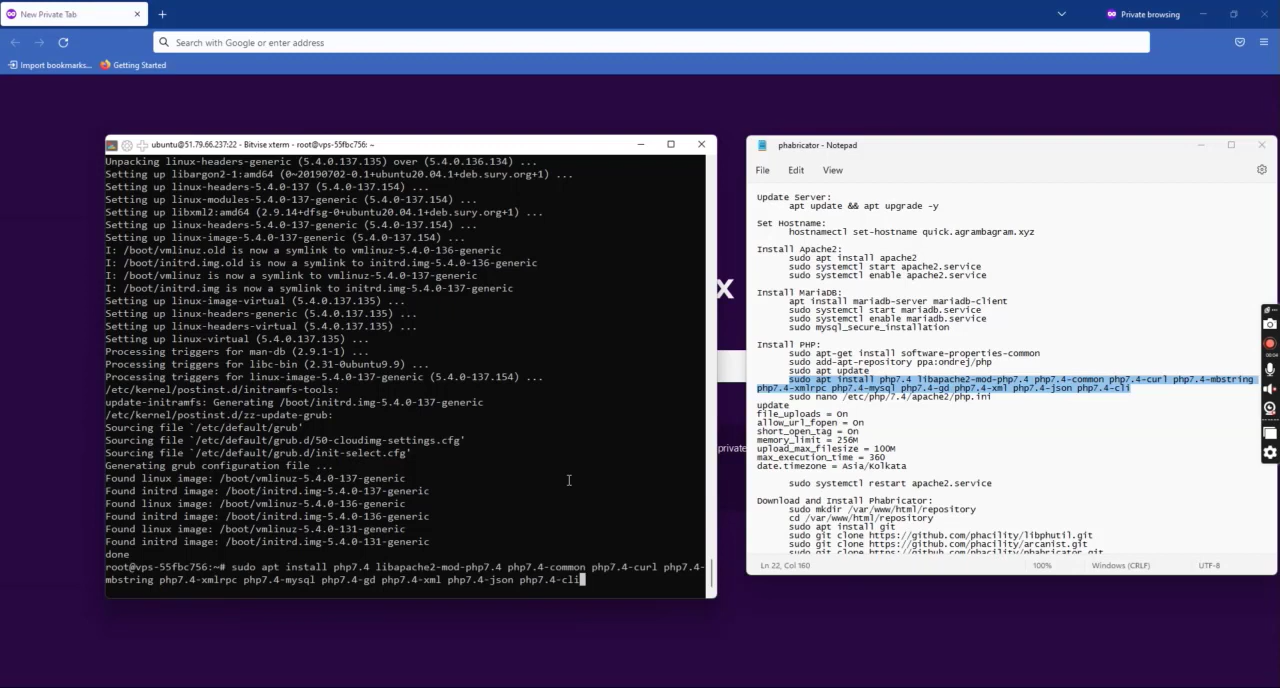 New Private Tab
Private browsing
Search with Google or enter address
Import bookmarks...
Getting Started
ubuntu@51.79.66.237:22 - Bitvise xterm - root@vps-55fbc756: ~
Unpacking linux-headers-generic (5.4.0.137.135) over (5.4.0.136.134) ...
Setting up libargon2-1:amd64 (0~20190702-0.1+ubuntu20.04.1+deb.sury.org+1) ...
Setting up linux-headers-5.4.0-137 (5.4.0-137.154) ...
Setting up linux-modules-5.4.0-137-generic (5.4.0-137.154) ...
Setting up libxml2:amd64 (2.9.14+dfsg-0+ubuntu20.04.1+deb.sury.org+1) ...
Setting up linux-headers-5.4.0-137-generic (5.4.0-137.154) ...
Setting up linux-image-5.4.0-137-generic (5.4.0-137.154) ...
I: /boot/vmlinuz.old is now a symlink to vmlinuz-5.4.0-136-generic
I: /boot/initrd.img.old is now a symlink to initrd.img-5.4.0-136-generic
I: /boot/vmlinuz is now a symlink to vmlinuz-5.4.0-137-generic
I: /boot/initrd.img is now a symlink to initrd.img-5.4.0-137-generic
Setting up linux-image-virtual (5.4.0.137.135) ...
Setting up linux-headers-generic (5.4.0.137.135) ...
Setting up linux-headers-virtual (5.4.0.137.135) ...
Setting up linux-virtual (5.4.0.137.135) ...
Processing triggers for man-db (2.9.1-1) ...
Processing triggers for libc-bin (2.31-0ubuntu9.9) ...
Processing triggers for linux-image-5.4.0-137-generic (5.4.0-137.154) ...
/etc/kernel/postinst.d/initramfs-tools:
update-initramfs: Generating /boot/initrd.img-5.4.0-137-generic
/etc/kernel/postinst.d/zz-update-grub:
Sourcing file `/etc/default/grub'
Sourcing file `/etc/default/grub.d/50-cloudimg-settings.cfg'
Sourcing file `/etc/default/grub.d/init-select.cfg'
Generating grub configuration file ...
Found linux image: /boot/vmlinuz-5.4.0-137-generic
Found initrd image: /boot/initrd.img-5.4.0-137-generic
Found linux image: /boot/vmlinuz-5.4.0-136-generic
Found initrd image: /boot/initrd.img-5.4.0-136-generic
Found linux image: /boot/vmlinuz-5.4.0-131-generic
Found initrd image: /boot/initrd.img-5.4.0-131-generic
done
root@vps-55fbc756:~# sudo apt install php7.4 libapache2-mod-php7.4 php7.4-common php7.4-curl php7.4-
mbstring php7.4-xmlrpc php7.4-mysql php7.4-gd php7.4-xml php7.4-json php7.4-cli
x
private
phabricator - Notepad
File Edit View
Update Server:
apt update && apt upgrade -y
Set Hostname:
hostnamectl set-hostname quick.agrambagram.xyz
Install Apache2:
sudo apt install apache2
sudo systemctl start apache2.service
sudo systemctl enable apache2.service
Install MariaDB:
apt install mariadb-server mariadb-client
sudo systemctl start mariadb.service
sudo systemctl enable mariadb.service
sudo mysql_secure_installation
Install PHP:
sudo apt-get install software-properties-common
sudo add-apt-repository ppa:ondrej/php
sudo apt update
sudo apt install php7.4 libapache2-mod-php7.4 php7.4-common php7.4-curl php7.4-mbstring
php7.4-xmlrpc php7.4-mysql php7.4-gd php7.4-xml php7.4-json php7.4-cli
sudo nano /etc/php/7.4/apache2/php.ini
update
file_uploads = On
allow_url_fopen = On
short_open_tag = On
memory_limit = 256M
upload_max_filesize = 100M
max_execution_time = 360
date.timezone = Asia/Kolkata
sudo systemctl restart apache2.service
Download and Install Phabricator:
sudo mkdir /var/www/html/repository
cd /var/www/html/repository
sudo apt install git
sudo git clone https://github.com/phacility/libphutil.git
sudo git clone https://github.com/phacility/arcanist.git
sudo git clone https://github.com/phacility/phabricator.git
Ln 22, Col 160
100%
Windows (CRLF)
UTF-8